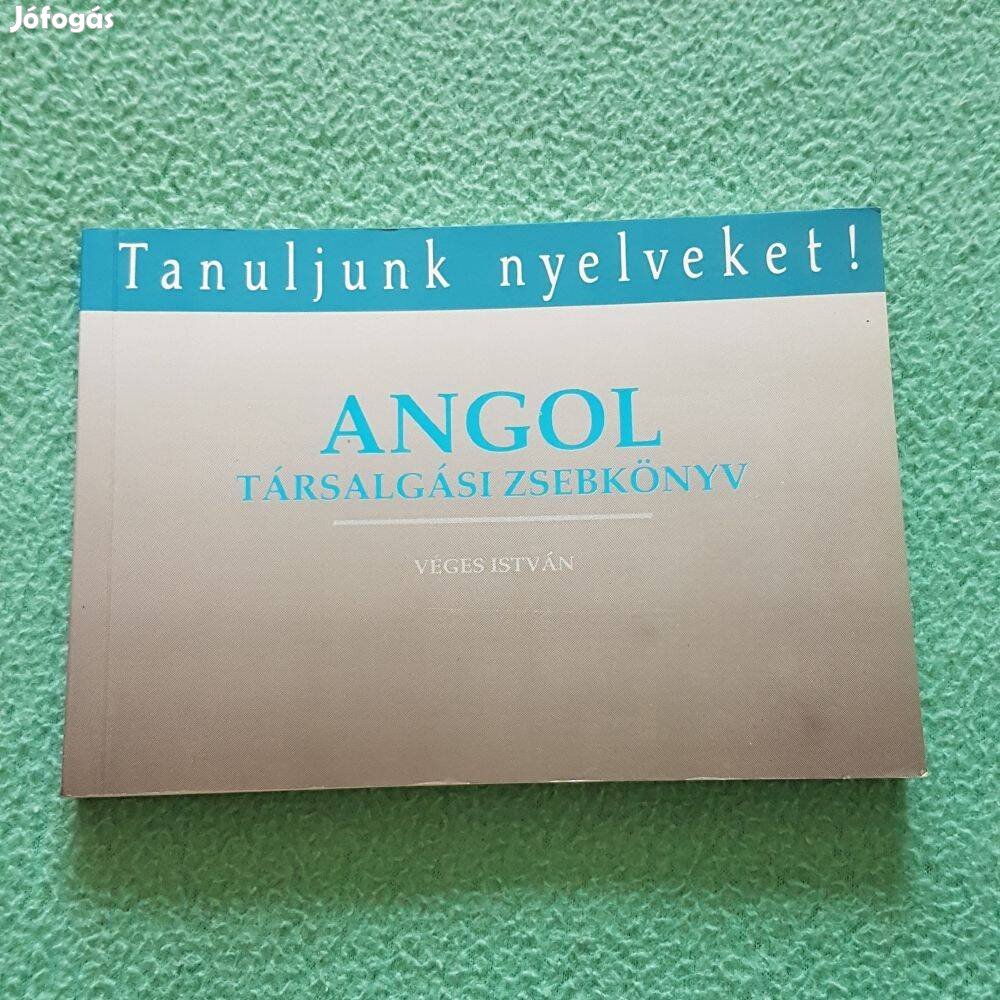 Jófogás
Tanuljunk nyelveket!
ANGOL
TÁRSALGÁSI ZSEBKÖNYV
VÉGES ISTVÁN